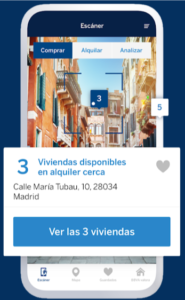 Escáner
Comprar
Alquilar
Analizar
3
5
3
Viviendas disponibles
en alquiler cerca
Calle María Tubau, 10, 28034
Madrid
Ver las 3 viviendas
Escáner